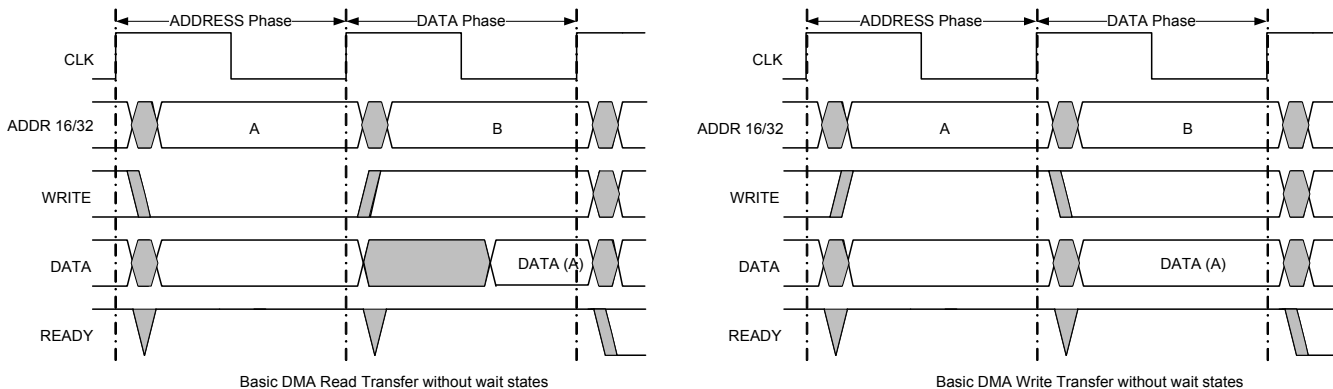 ADDRESS Phase
DATA Phase
CLK
ADDR 16/32
A
B
WRITE
DATA
DATA (A)
READY
Basic DMA Read Transfer without wait states
ADDRESS Phase
DATA Phase
CLK
ADDR 16/32
A
B
WRITE
DATA
DATA (A)
READY
Basic DMA Write Transfer without wait states